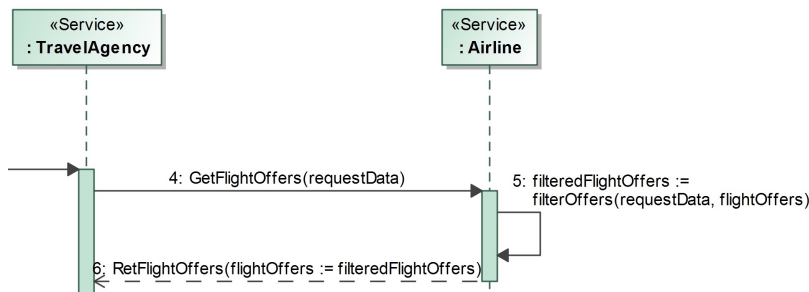 «Service»
: TravelAgency
«Service»
: Airline
4: GetFlightOffers(requestData)
5: filteredFlightOffers :=
filterOffers(requestData, flightOffers)
6: RetFlightOffers(flightOffers := filteredFlightOffers)